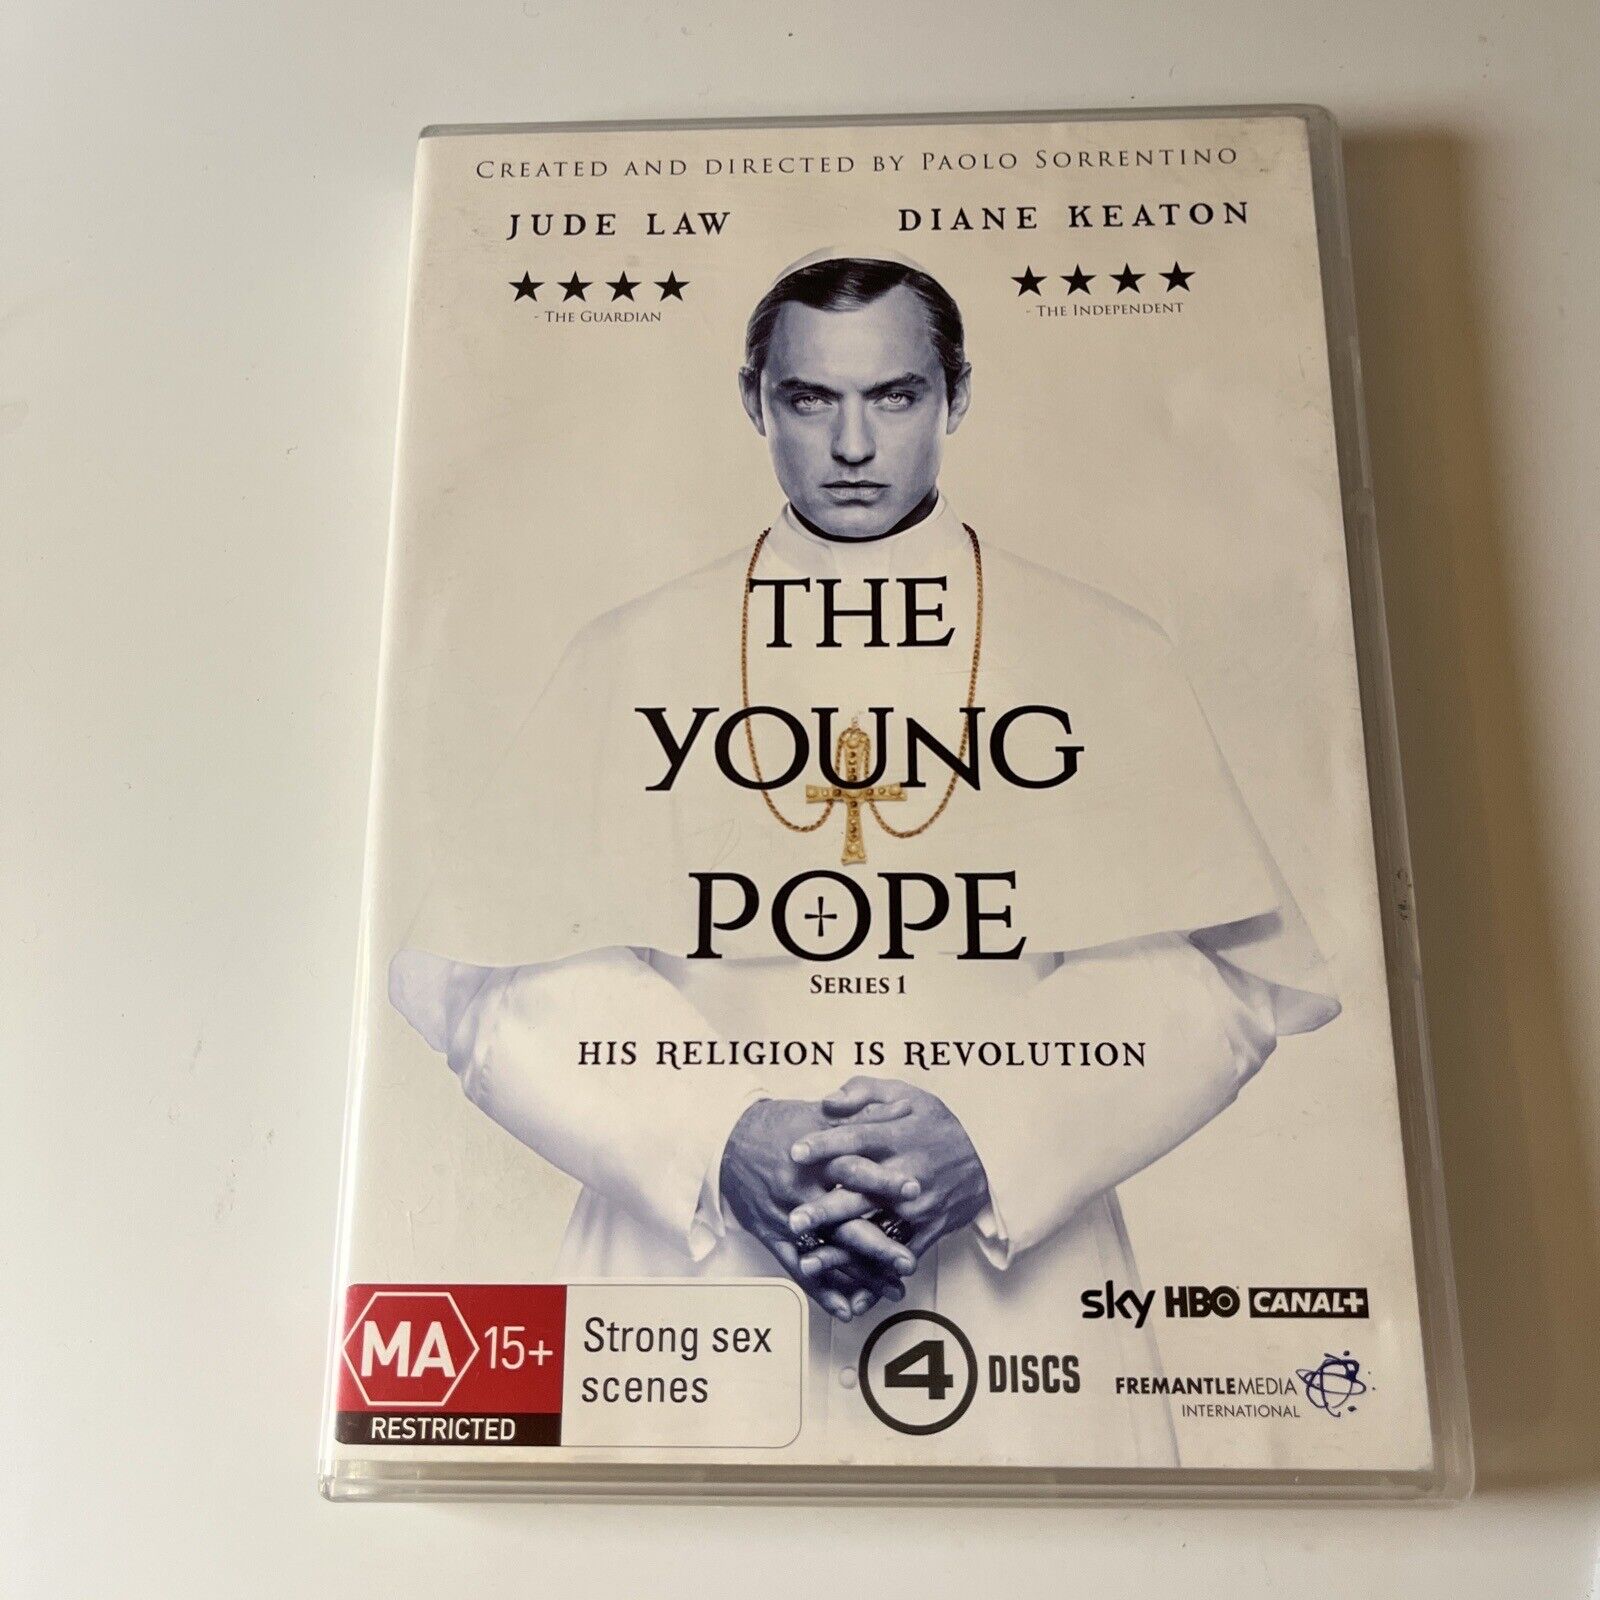 CREATED AND DIRECTED BY PAOLO SORRENTINO
JUDE LAW
DIANE KEATON
★★★★
- THE GUARDIAN
★★★★
- THE INDEPENDENT
THE
YOUNG
POPE
SERIES 1
HIS RELIGION IS REVOLUTION
MA 15+
RESTRICTED
Strong sex
scenes
4 DISCS
sky HBO CANAL+
FREMANTLEMEDIA
INTERNATIONAL